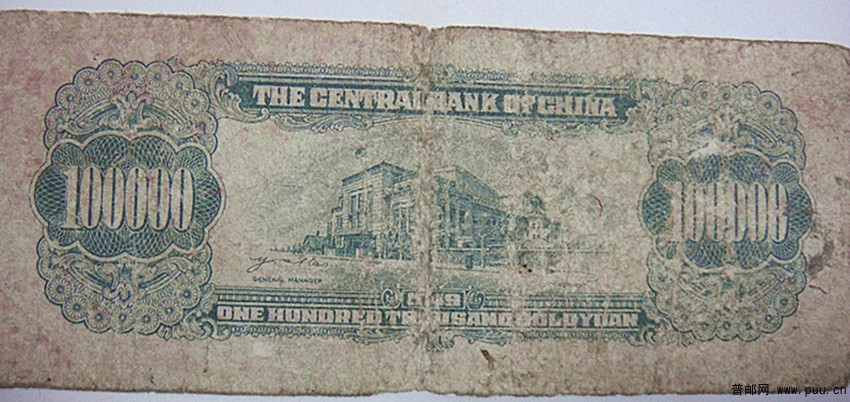 THE CENTRAL BANK OF CHINA
100000
100000
GENERAL MANAGER
1949
ONE HUNDRED THOUSAND GOLD YUAN
普邮网 www.puu.cn